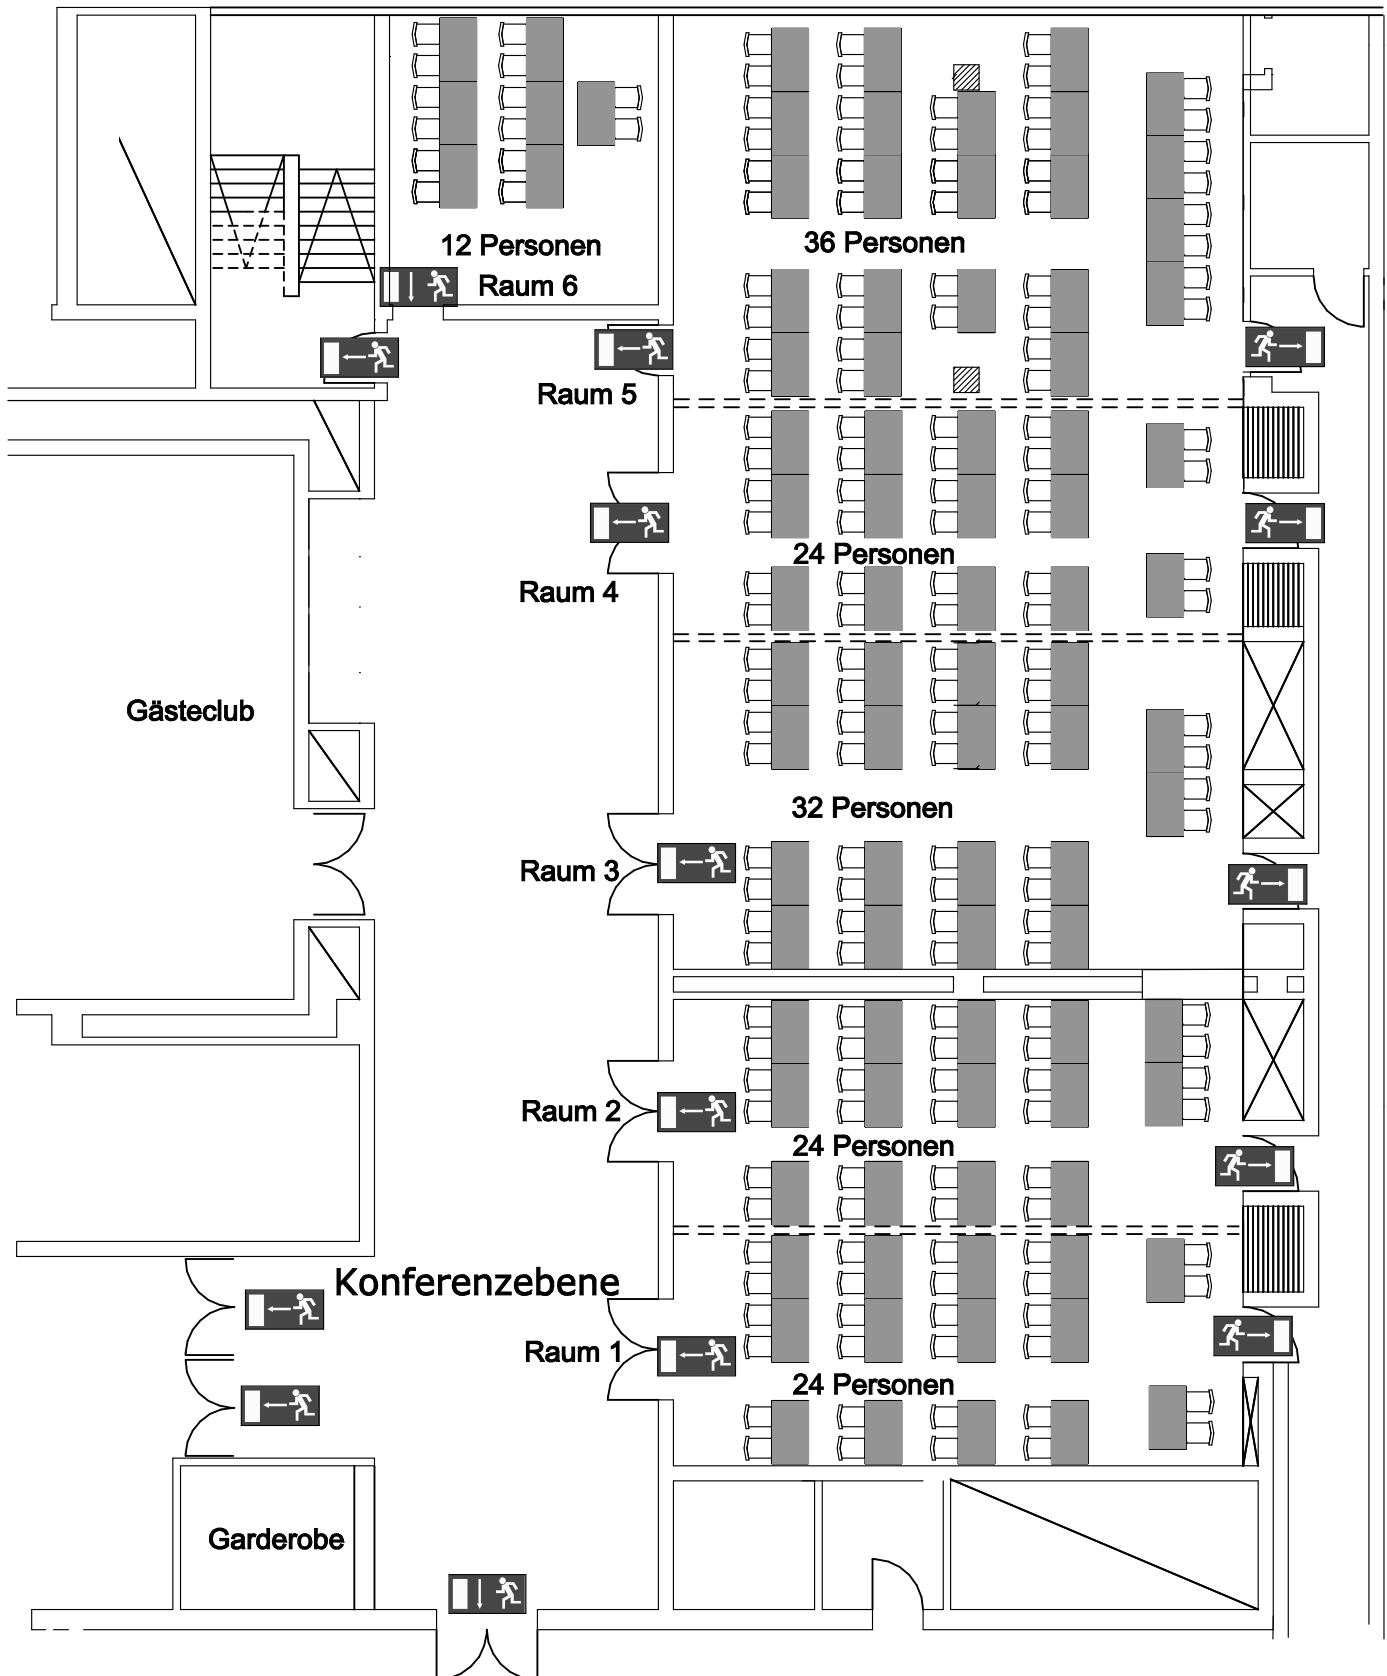 12 Personen
36 Personen
Raum 6
Raum 5
24 Personen
Raum 4
Gästeclub
32 Personen
Raum 3
Raum 2
24 Personen
Konferenzebene
Raum 1
24 Personen
Garderobe